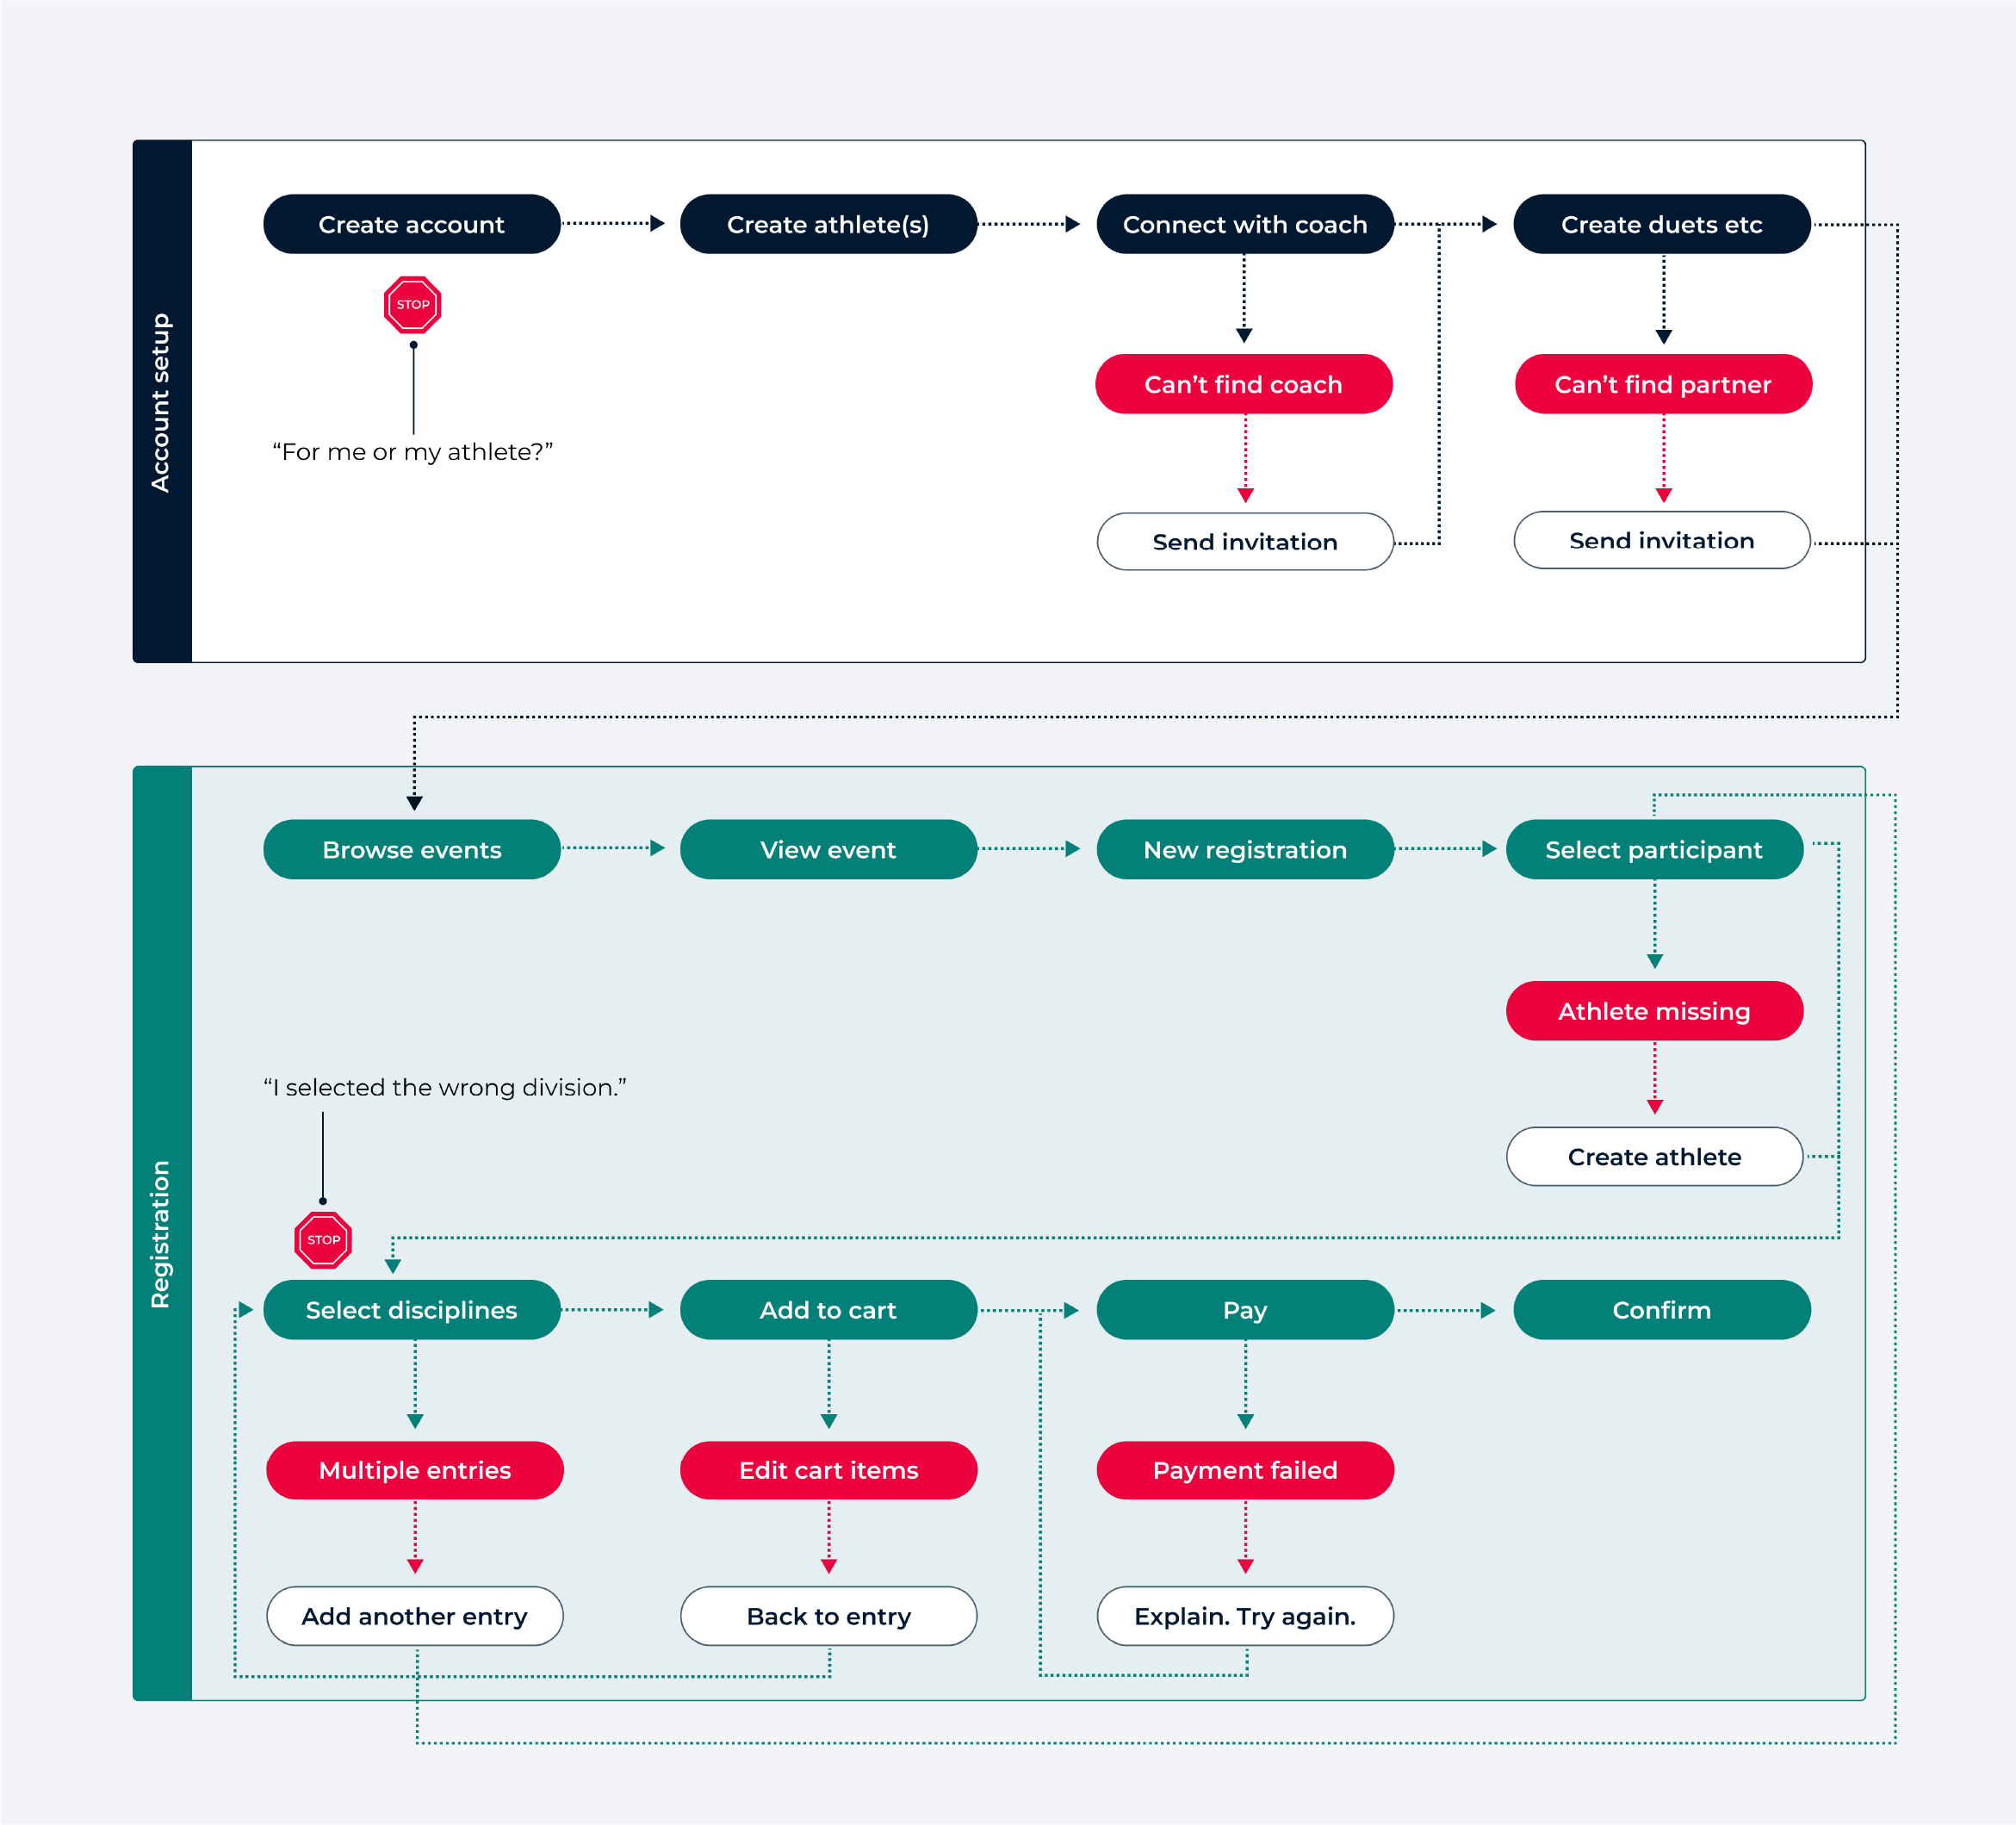 Account setup
Create account
Create athlete(s)
Connect with coach
Create duets etc
STOP
“For me or my athlete?”
Can’t find coach
Can’t find partner
Send invitation
Send invitation
Registration
Browse events
View event
New registration
Select participant
Athlete missing
Create athlete
“I selected the wrong division.”
STOP
Select disciplines
Add to cart
Pay
Confirm
Multiple entries
Edit cart items
Payment failed
Add another entry
Back to entry
Explain. Try again.